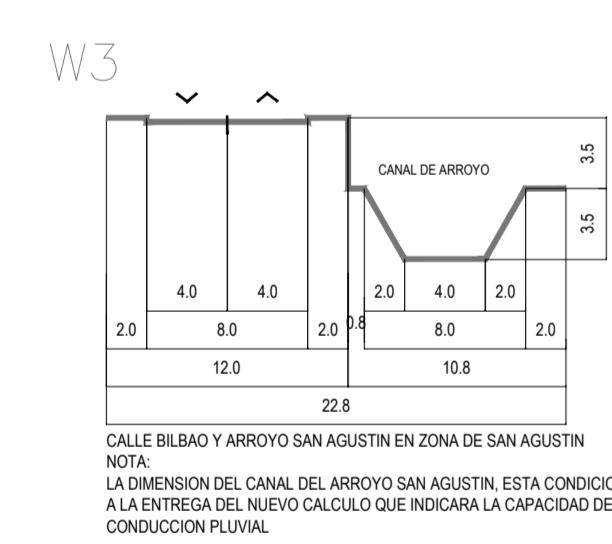 W3
3.5
CANAL DE ARROYO
3.5
4.0 4.0 2.0 4.0 2.0
2.0 8.0 2.0 0.8 8.0 2.0
12.0 10.8
22.8
CALLE BILBAO Y ARROYO SAN AGUSTIN EN ZONA DE SAN AGUSTIN
NOTA:
LA DIMENSION DEL CANAL DEL ARROYO SAN AGUSTIN, ESTA CONDICIO
A LA ENTREGA DEL NUEVO CALCULO QUE INDICARA LA CAPACIDAD DE
CONDUCCION PLUVIAL